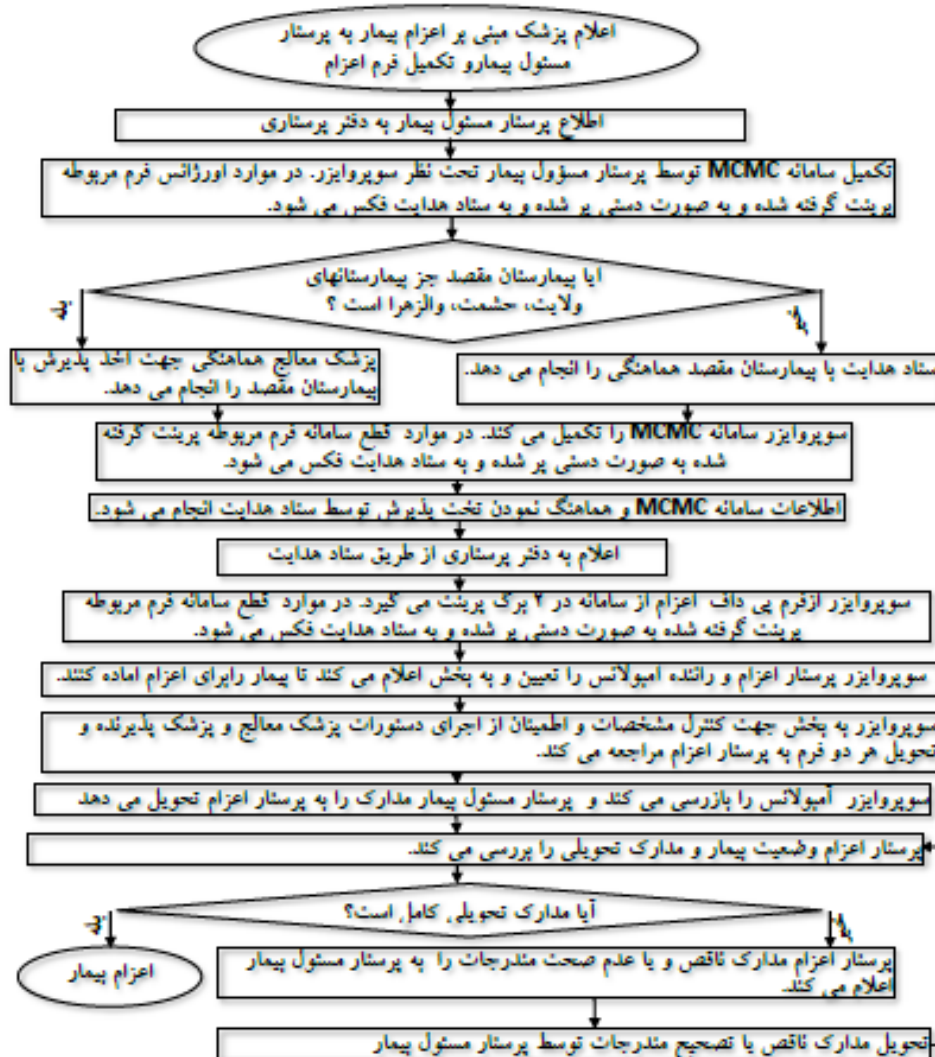 اعلام پزشک مبنی بر اعزام بیمار به پرستار
مسئول بیمارو تکمیل فرم اعزام
اطلاع پرستار مسئول بیمار به دفتر پرستاری
تکمیل سامانه MCMC توسط پرستار مسؤول بیمار تحت نظر سوپروایزر. در موارد اورژانس فرم مربوطه
پرینت گرفته شده و به صورت دستی پر شده و به ستاد هدایت فکس می شود.
ایا بیمارستان مقصد جز بیمارستانهای
ولایت، حشمت، والزهرا است ؟
بله
خیر
ستاد هدایت با بیمارستان مقصد هماهنگی را انجام می دهد.
پزشک معالج هماهنگی جهت اخذ پذیرش با
بیمارستان مقصد را انجام می دهد.
سوپروایزر سامانه MCMC را تکمیل می کند. در موارد قطع سامانه فرم مربوطه پرینت گرفته
شده به صورت دستی پر شده و به ستاد هدایت فکس می شود.
اطلاعات سامانه MCMC و هماهنگ نمودن تخت پذیرش توسط ستاد هدایت انجام می شود.
اعلام به دفتر پرستاری از طریق ستاد هدایت
سوپروایزر ازفرم پی داف اعزام از سامانه در ۲ برگ پرینت می گیرد. در موارد قطع سامانه فرم مربوطه
پرینت گرفته شده به صورت دستی پر شده و به ستاد هدایت فکس می شود.
سوپروایزر پرستار اعزام و راننده امبولانس را تعیین و به بخش اعلام می کند تا بیمار رابرای اعزام اماده کنند.
سوپروایزر به بخش جهت کنترل مشخصات و اطمینان از اجرای دستورات پزشک معالج و پزشک پذیرنده و
تحویل هر دو فرم به پرستار اعزام مراجعه می کند.
سوپروایزر آمبولانس را بازرسی می کند و پرستار مسئول بیمار مدارک را به پرستار اعزام تحویل می دهد
پرستار اعزام وضعیت بیمار و مدارک تحویلی را بررسی می کند.
آیا مدارک تحویلی کامل است؟
بله
خیر
اعزام بیمار
پرستار اعزام مدارک ناقص و یا عدم صحت مندرجات را به پرستار مسئول بیمار
اعلام می کند.
تحویل مدارک ناقص یا تصحیح مندرجات توسط پرستار مسئول بیمار